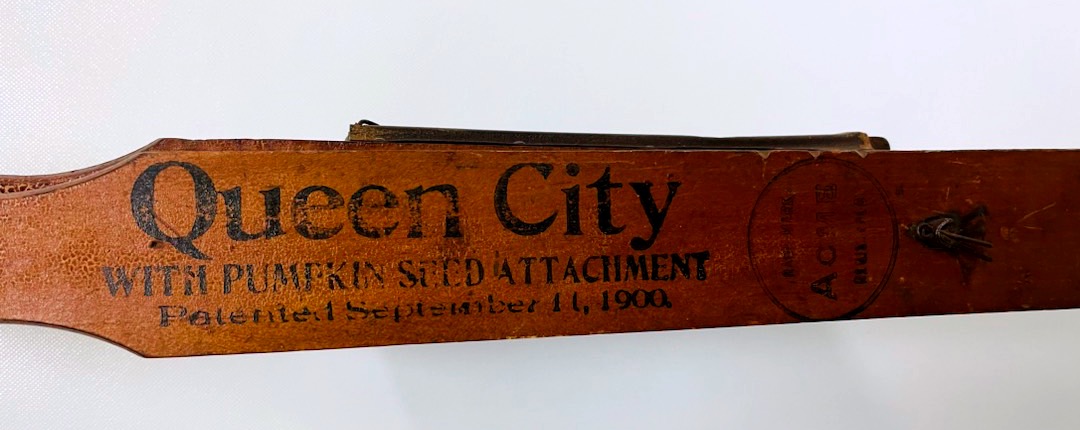 Queen City
WITH PUMPKIN SEED ATTACHMENT
Patented September 11, 1900.
ACME